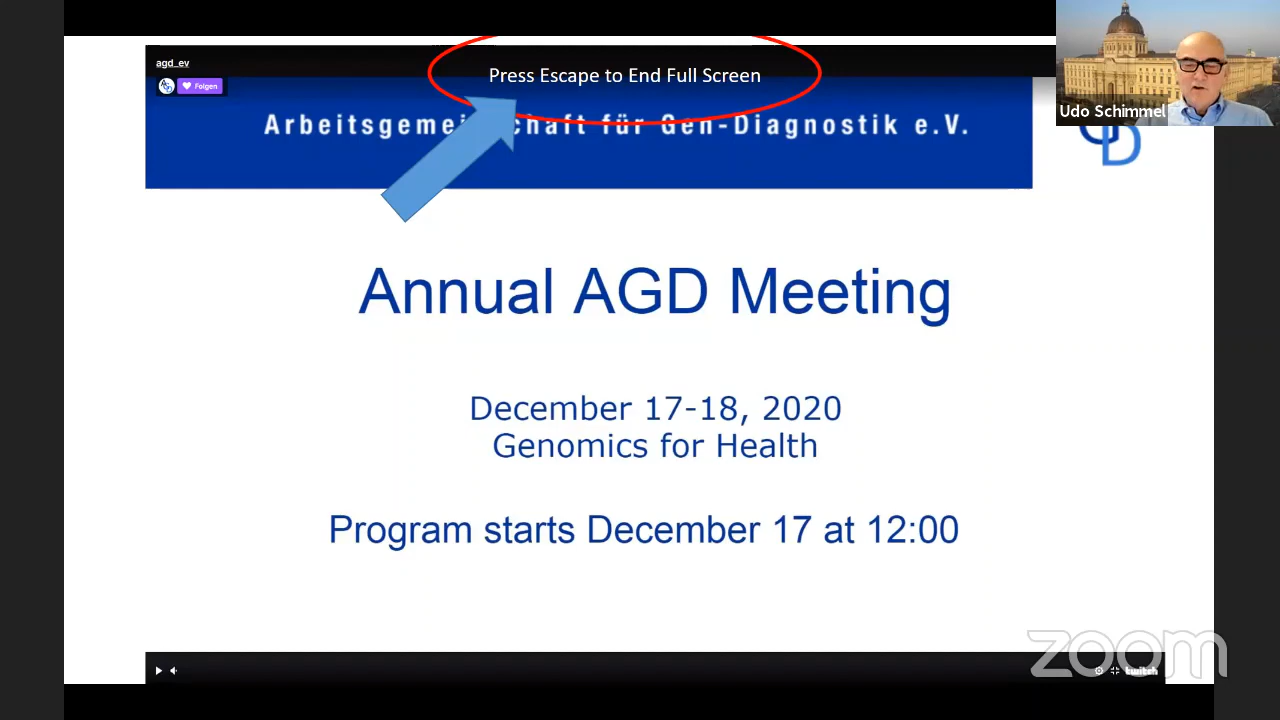 agd_ev
Folgen
Press Escape to End Full Screen
Udo Schimmel
Annual AGD Meeting
December 17-18, 2020
Genomics for Health
Program starts December 17 at 12:00
zoom
twitch